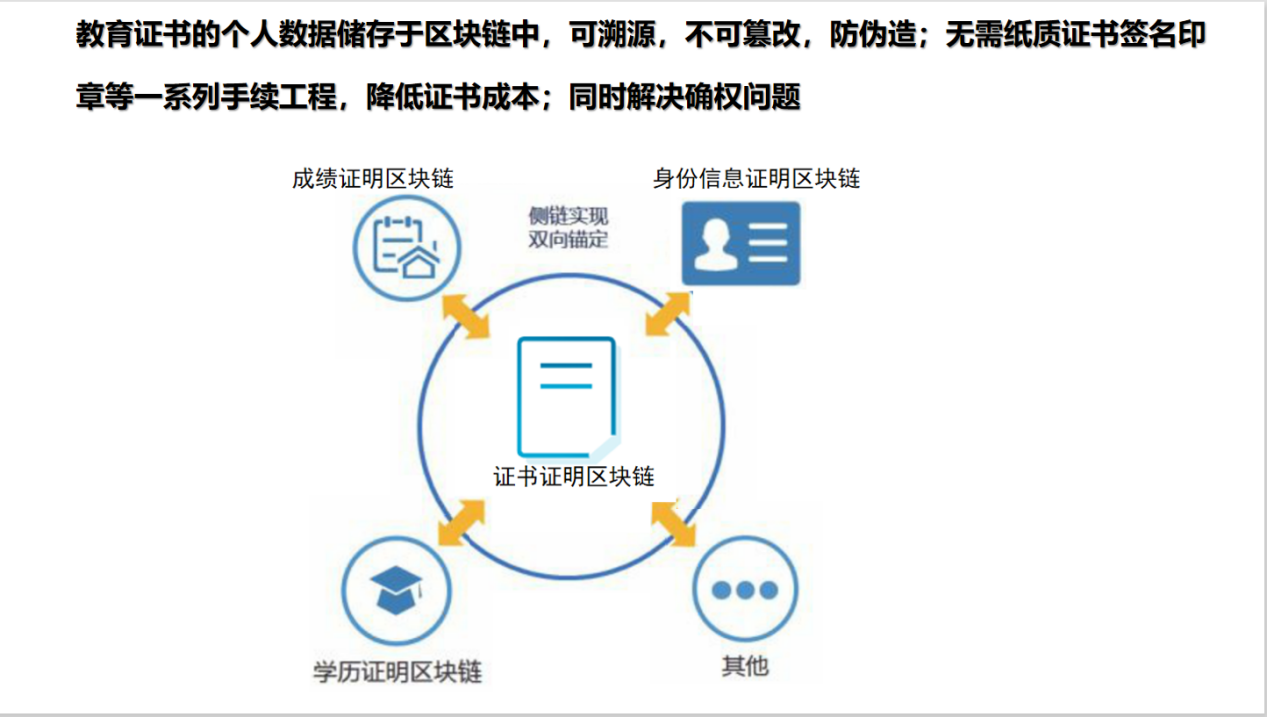 教育证书的个人数据储存于区块链中，可溯源，不可篡改，防伪造；无需纸质证书签名印
章等一系列手续工程，降低证书成本；同时解决确权问题
成绩证明区块链
身份信息证明区块链
侧链实现
双向锚定
证书证明区块链
学历证明区块链
其他